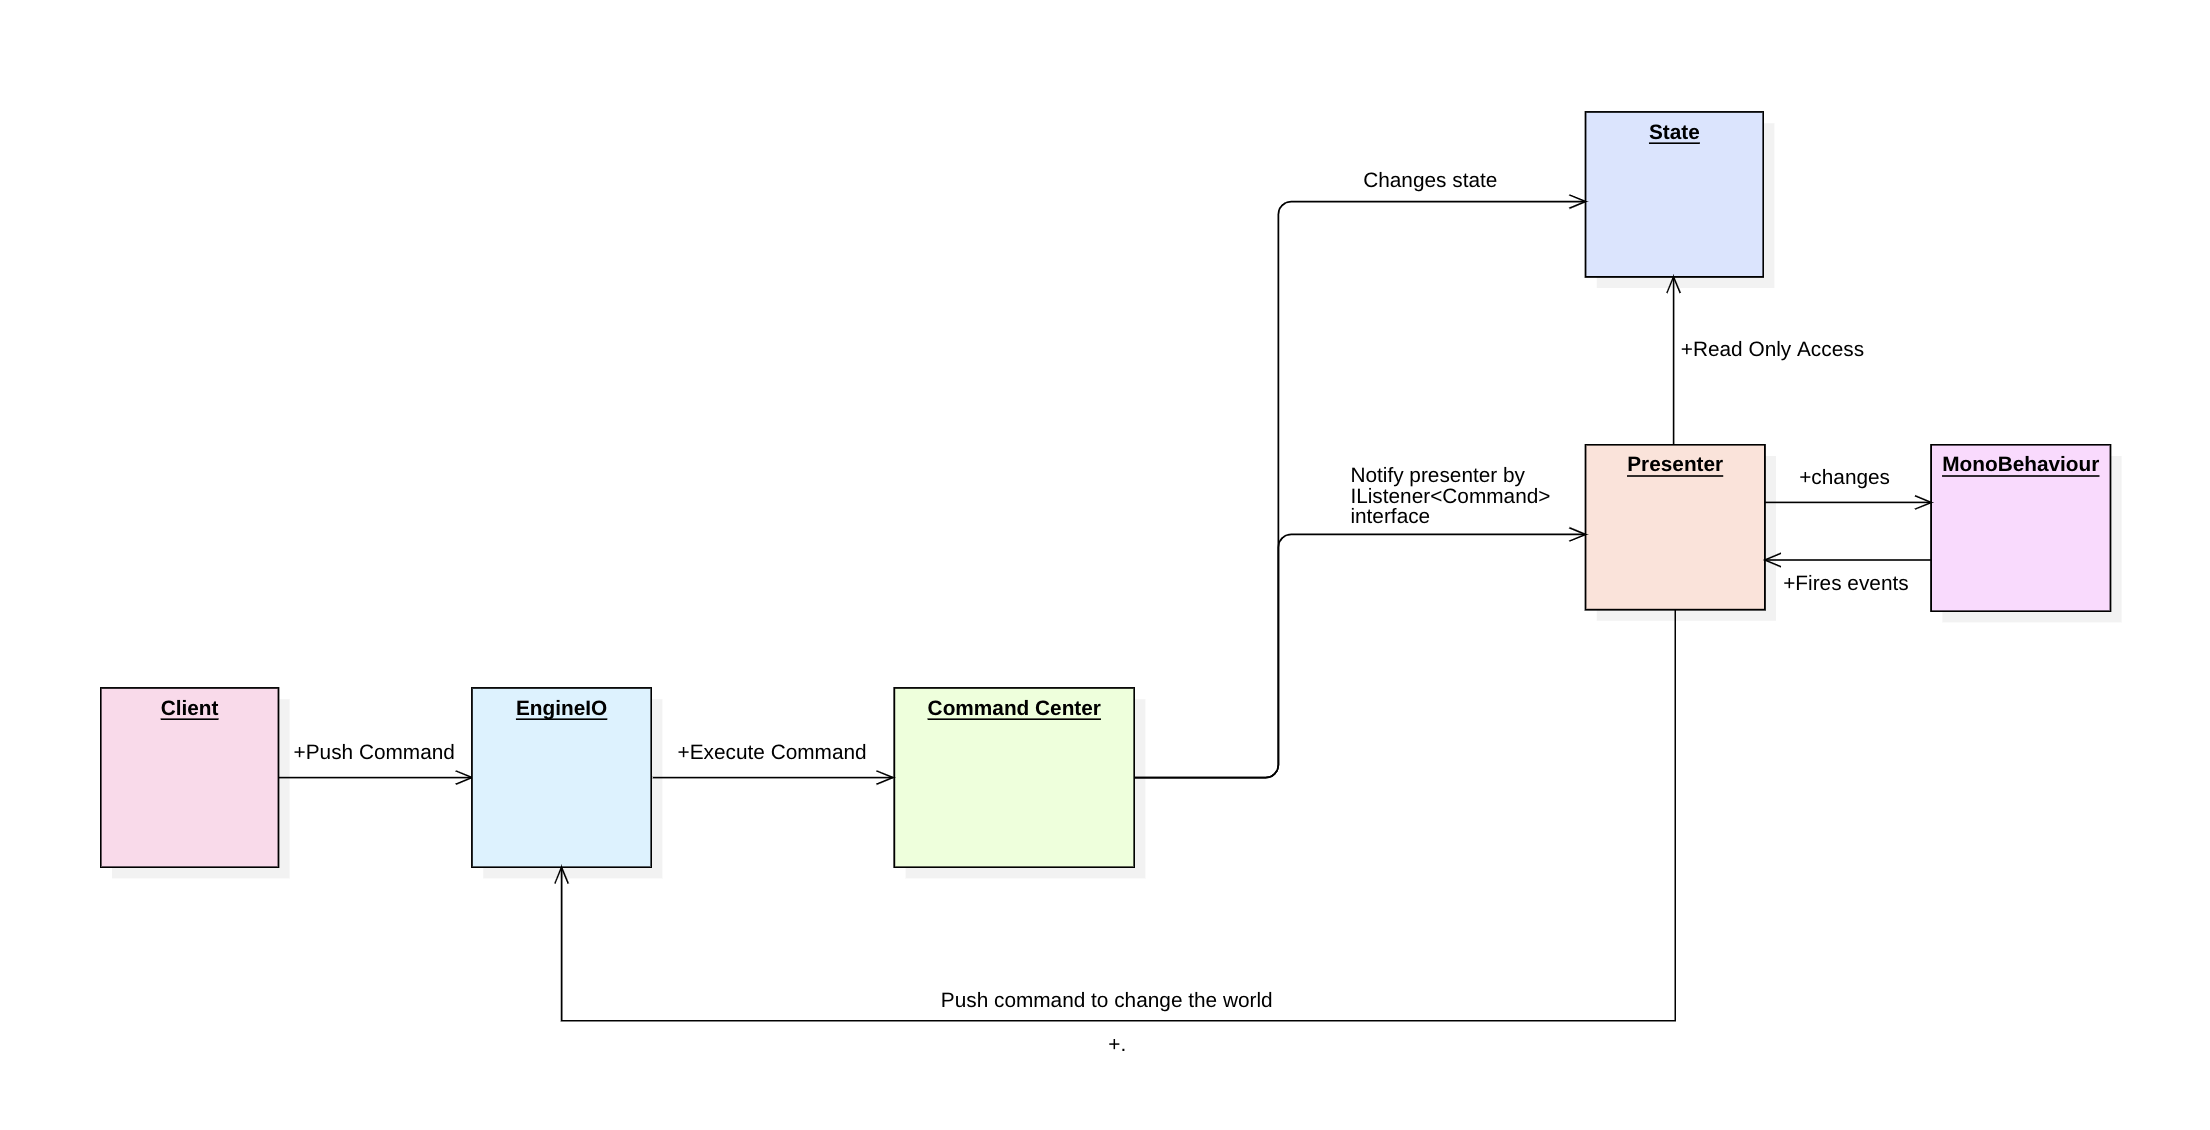 State
Changes state
+Read Only Access
Notify presenter by
IListener<Command>
interface
Presenter
+changes
MonoBehaviour
+Fires events
Client
+Push Command
EngineIO
+Execute Command
Command Center
Push command to change the world
+.